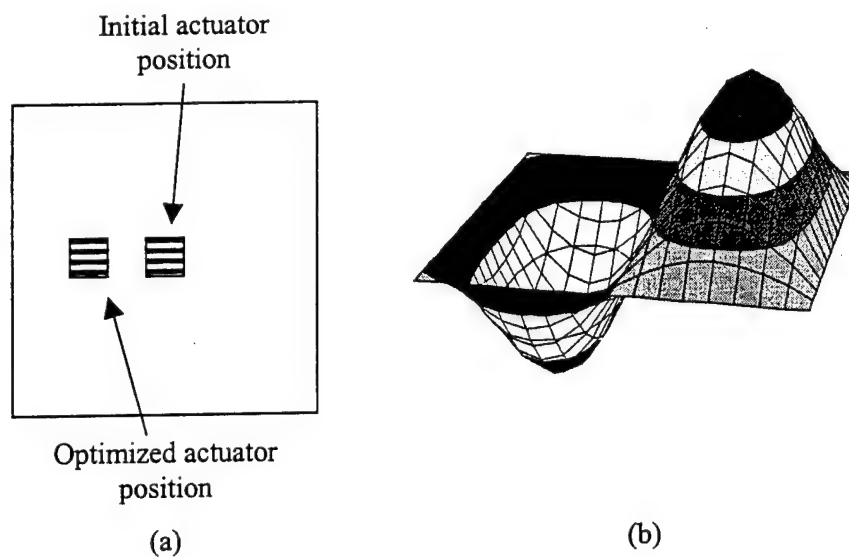 Initial actuator
position
Optimized actuator
position
(a)
(b)